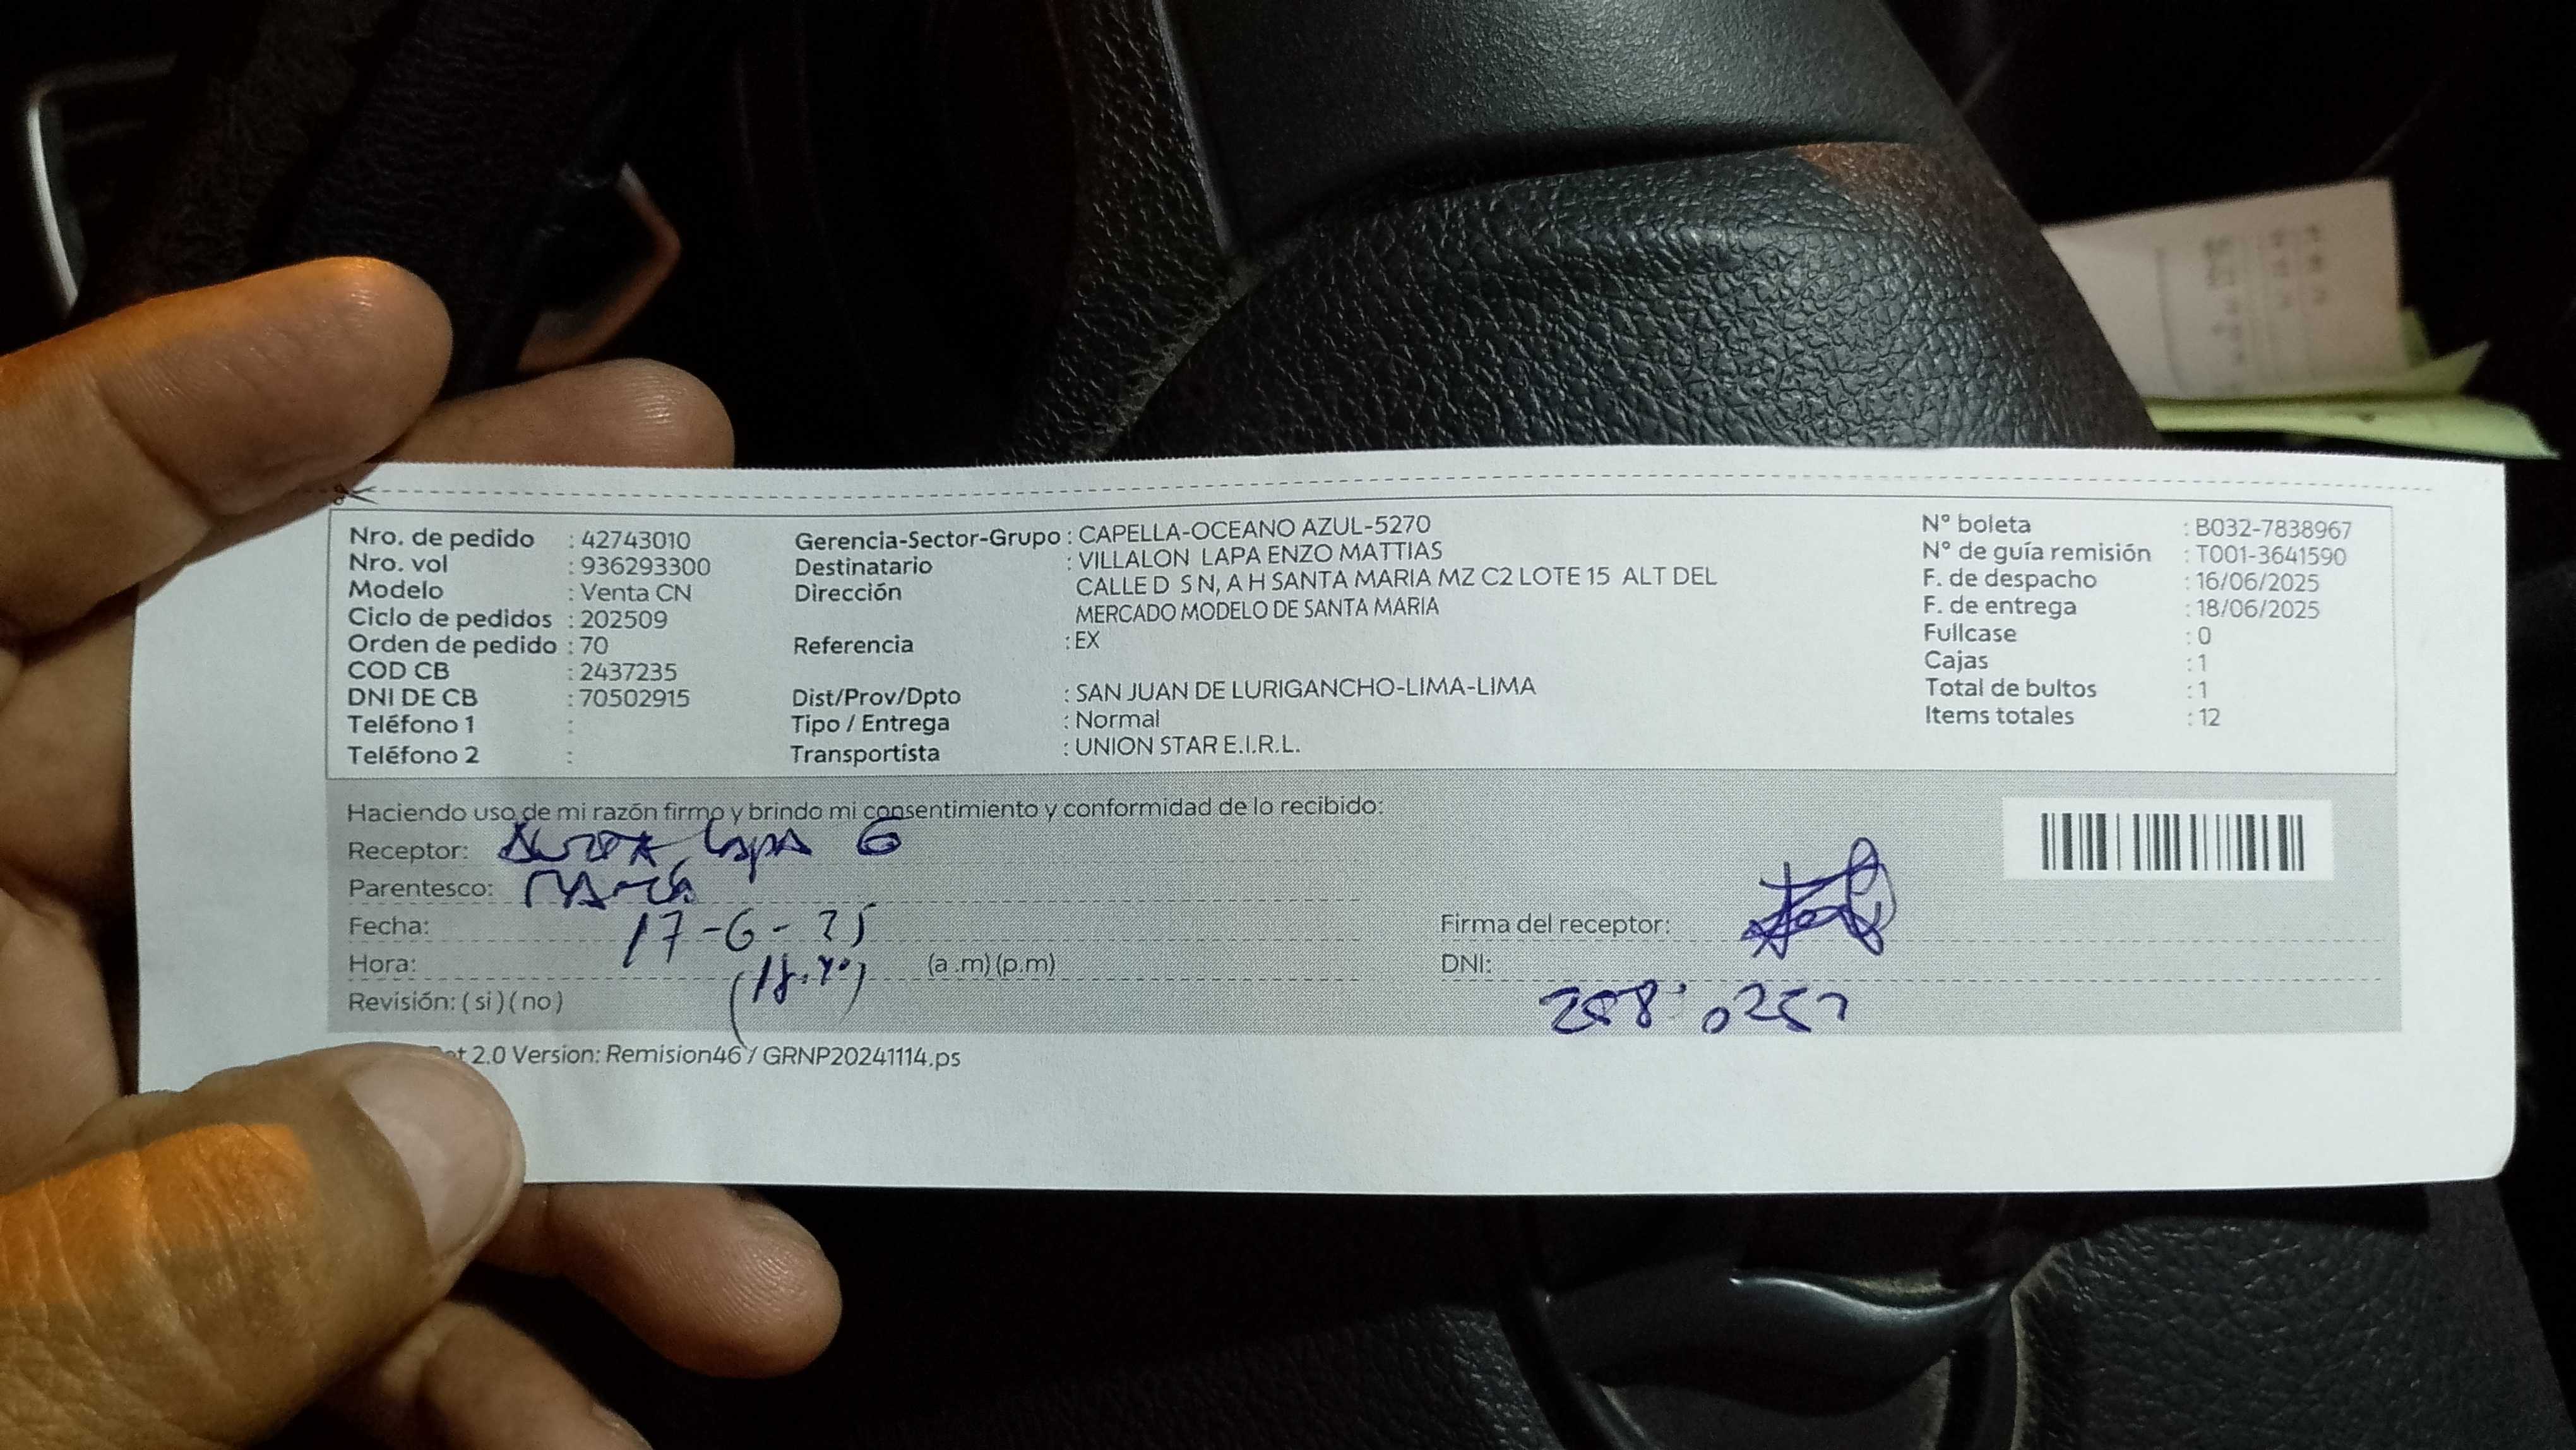 Nro. de pedido : 42743010
Nro. vol : 936293300
Modelo : Venta CN
Ciclo de pedidos : 202509
Orden de pedido : 70
COD CB : 2437235
DNI DE CB : 70502915
Teléfono 1 :
Teléfono 2 :
Gerencia-Sector-Grupo : CAPELLA-OCEANO AZUL-5270
Destinatario : VILLALON LAPA ENZO MATTIAS
Dirección CALLE D S N, A H SANTA MARIA MZ C2 LOTE 15 ALT DEL
MERCADO MODELO DE SANTA MARIA
Referencia : EX
Dist/Prov/Dpto : SAN JUAN DE LURIGANCHO-LIMA-LIMA
Tipo / Entrega : Normal
Transportista : UNION STAR E.I.R.L.
N° boleta : B032-7838967
N° de guía remisión : T001-3641590
F. de despacho : 16/06/2025
F. de entrega : 18/06/2025
Fullcase : 0
Cajas : 1
Total de bultos : 1
Items totales : 12
Haciendo uso de mi razón firmo y brindo mi consentimiento y conformidad de lo recibido:
Receptor: Lapa G
Parentesco:
Fecha: 17-6-25
Hora: (a .m) (p.m)
Revisión: ( si ) ( no )
Firma del receptor:
DNI:
2.0 Version: Remision46 / GRNP20241114.ps